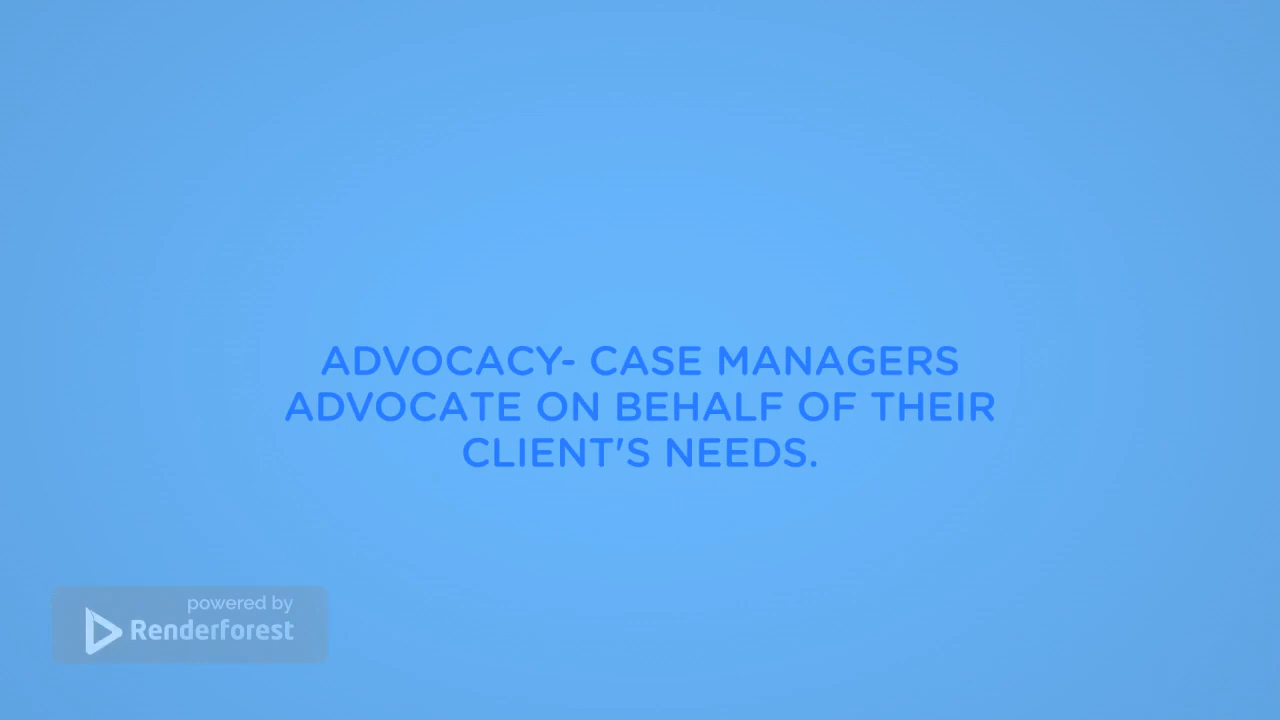 ADVOCACY- CASE MANAGERS
ADVOCATE ON BEHALF OF THEIR
CLIENT'S NEEDS.
powered by
Renderforest